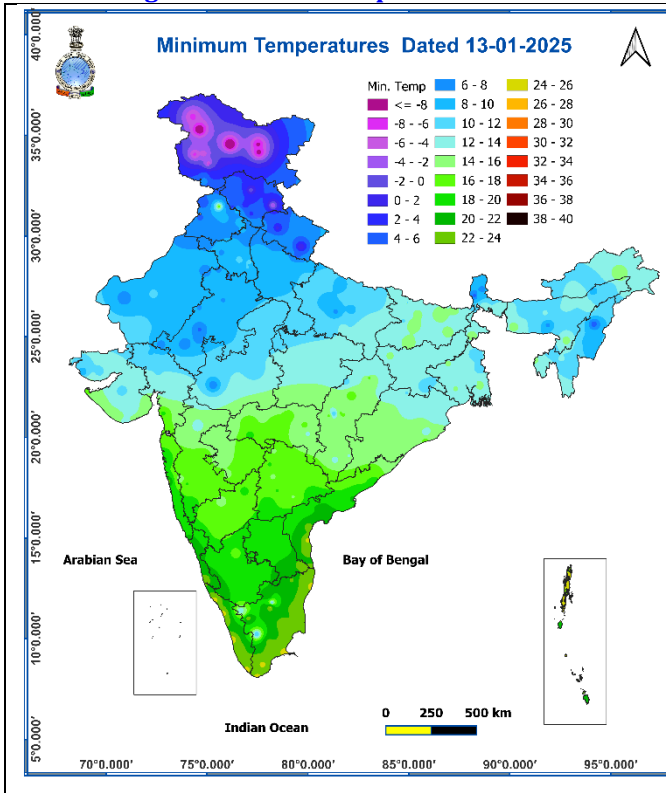 Minimum Temperatures Dated 13-01-2025
Min. Temp
<= -8
-8 - -6
-6 - -4
-4 - -2
-2 - 0
0 - 2
2 - 4
4 - 6
6 - 8
8 - 10
10 - 12
12 - 14
14 - 16
16 - 18
18 - 20
20 - 22
22 - 24
24 - 26
26 - 28
28 - 30
30 - 32
32 - 34
34 - 36
36 - 38
38 - 40
40°0.000'
35°0.000'
30°0.000'
25°0.000'
20°0.000'
15°0.000'
10°0.000'
5°0.000'
Arabian Sea
Bay of Bengal
Indian Ocean
0 250 500 km
70°0.000' 75°0.000' 80°0.000' 85°0.000' 90°0.000' 95°0.000'